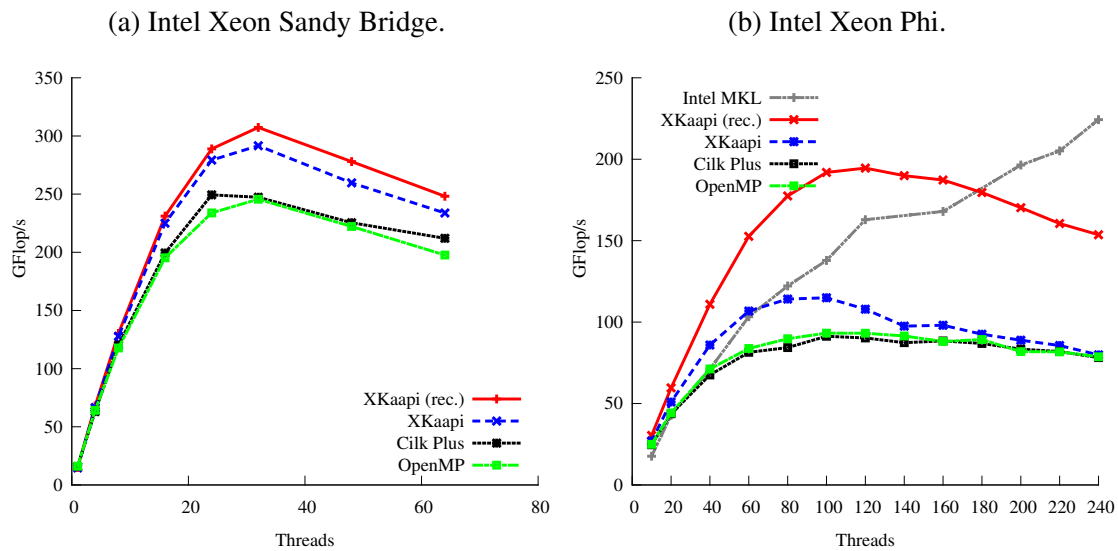 (a) Intel Xeon Sandy Bridge.
350
300
250
200
150
100
50
0
GFlop/s
0 20 40 60 80
Threads
XKaapi (rec.)
XKaapi
Cilk Plus
OpenMP
(b) Intel Xeon Phi.
250
200
150
100
50
0
GFlop/s
0 20 40 60 80 100 120 140 160 180 200 220 240
Threads
Intel MKL
XKaapi (rec.)
XKaapi
Cilk Plus
OpenMP